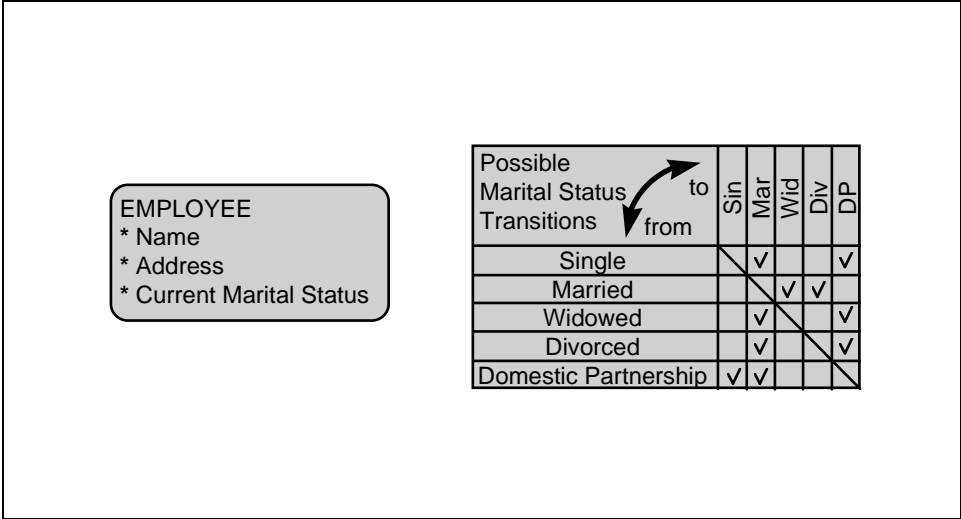 EMPLOYEE
* Name
* Address
* Current Marital Status
Possible
Marital Status
Transitions
to
from
Sin
Mar
Wid
Div
DP
Single
Married
Widowed
Divorced
Domestic Partnership